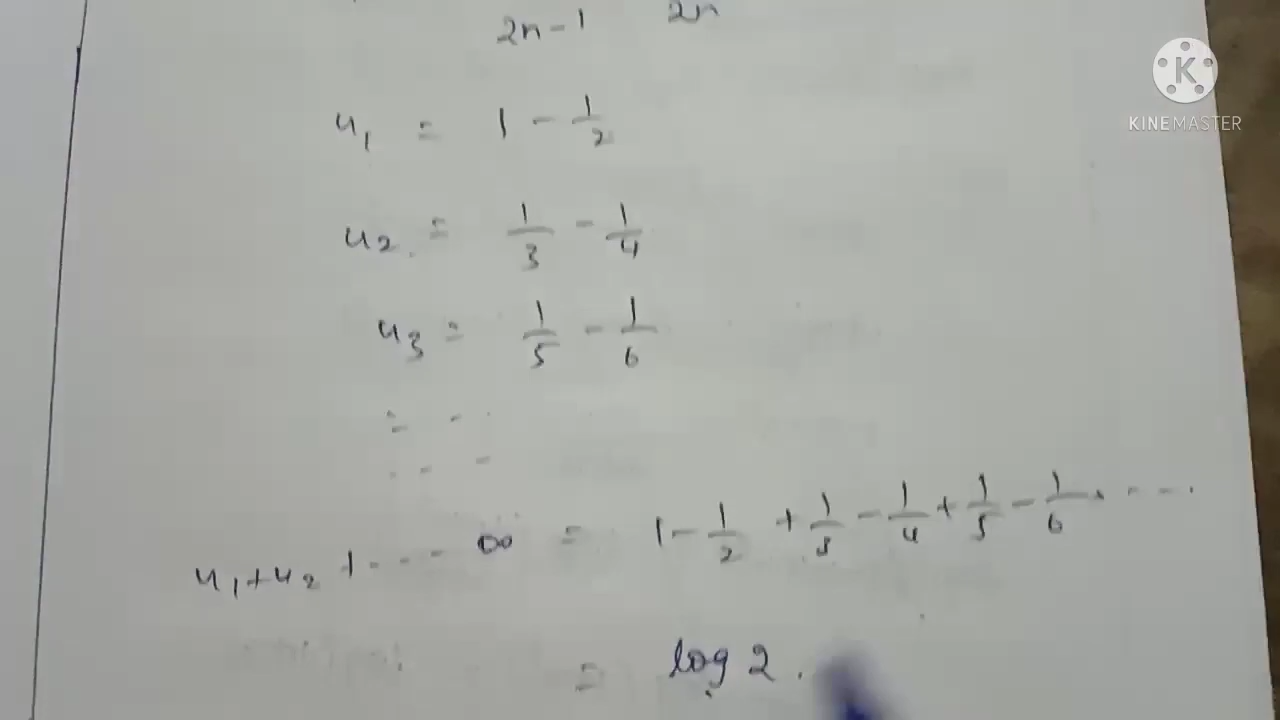 2n-1 2n
K
KINEMASTER
u₁ = 1 - 1/2
u₂ = 1/3 - 1/4
u₃ = 1/5 - 1/6
= -
- - -
u₁+u₂ + - - - ∞ = 1 - 1/2 + 1/3 - 1/4 + 1/5 - 1/6 + - - - .
= log 2.